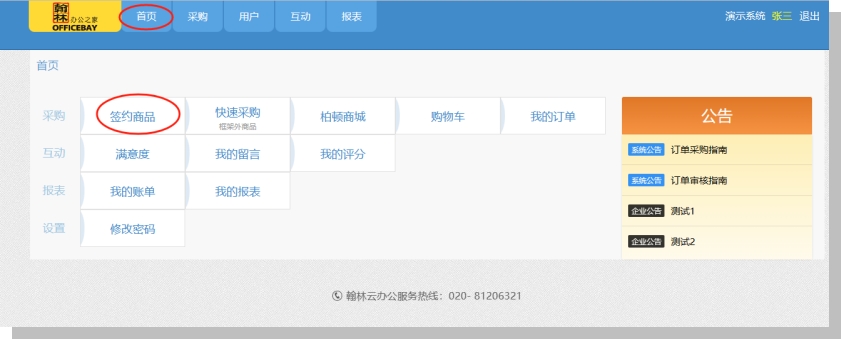 翰林 办公之家
OFFICEBAY
首页 采购 用户 互动 报表
演示系统 张三 退出
首页
采购 签约商品 快速采购 柏顿商城 购物车 我的订单
框架外商品
互动 满意度 我的留言 我的评分
报表 我的账单 我的报表
设置 修改密码
公告
系统公告 订单采购指南
系统公告 订单审核指南
企业公告 测试1
企业公告 测试2
翰林云办公服务热线：020- 81206321